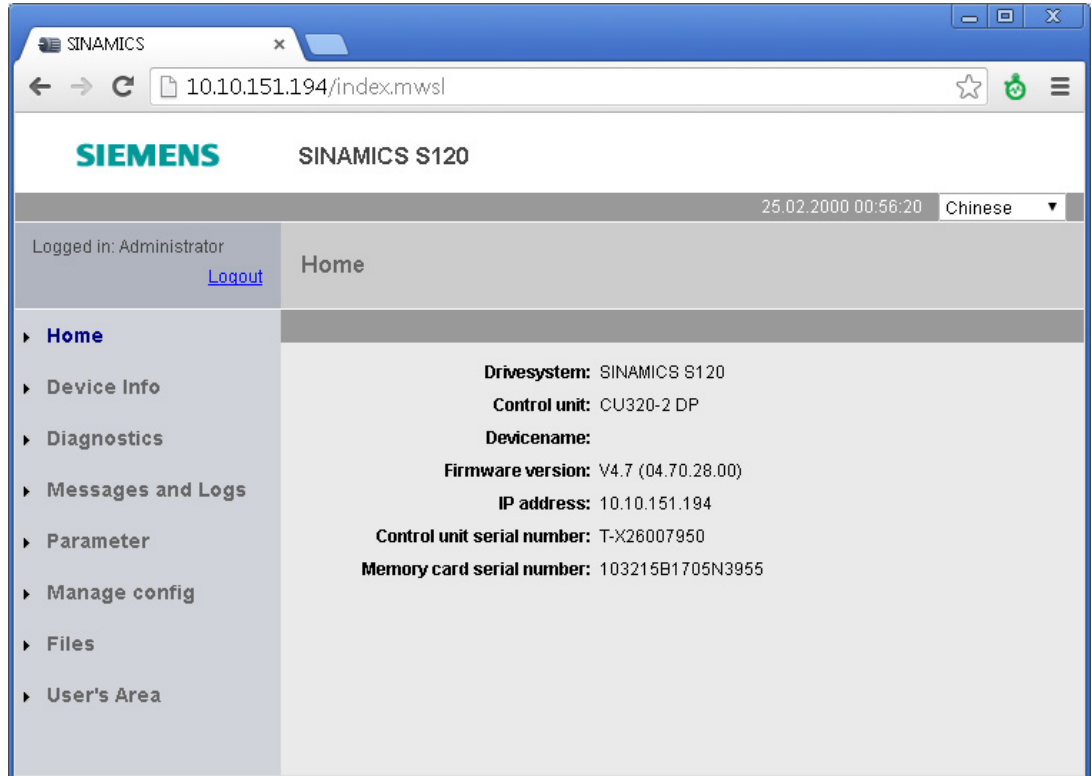 SINAMICS
10.10.151.194/index.mwsl
SIEMENS
SINAMICS S120
25.02.2000 00:56:20
Chinese
Logged in: Administrator
Logout
Home
Home
Device Info
Diagnostics
Messages and Logs
Parameter
Manage config
Files
User's Area
Drivesystem: SINAMICS S120
Control unit: CU320-2 DP
Devicename:
Firmware version: V4.7 (04.70.28.00)
IP address: 10.10.151.194
Control unit serial number: T-X26007950
Memory card serial number: 103215B1705N3955